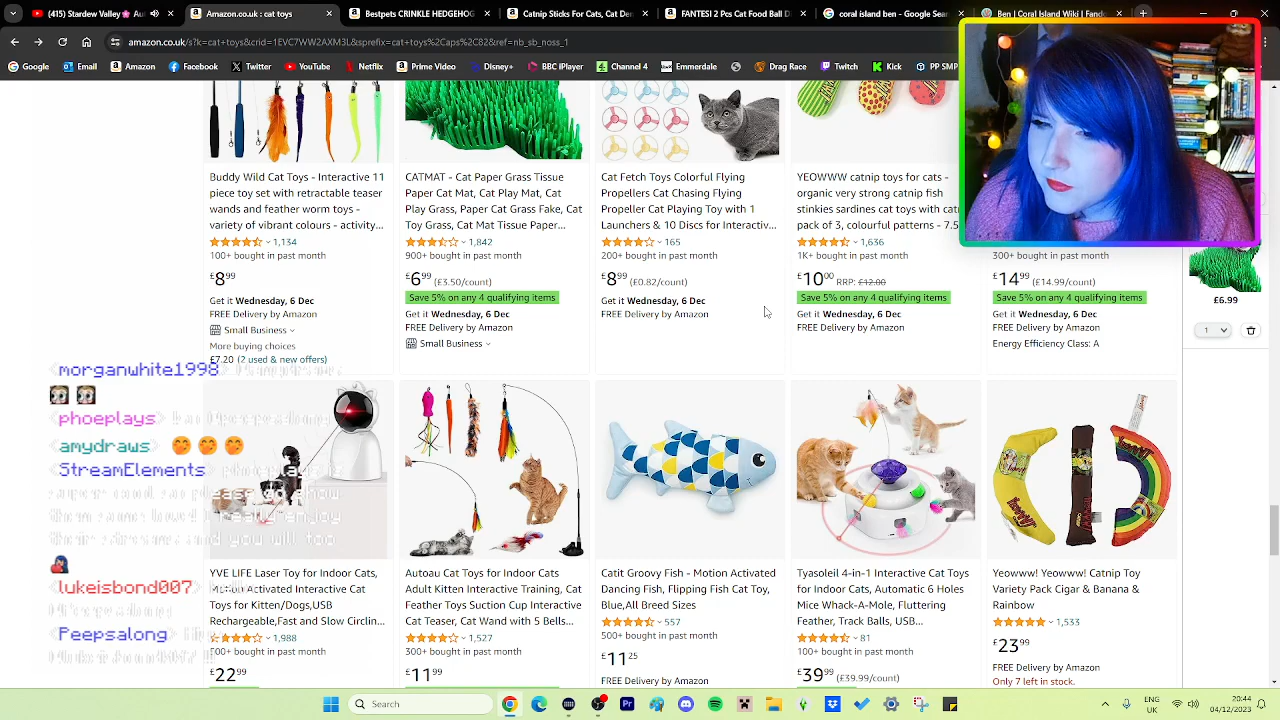 (415) Stardew Valley
Amazon.co.uk : cat toys
Bestpets CRINKLE HEDGEHOG
Catnip Sticks For Cats, Cat Den
Food Ball D
coral island ben - Google Sear
Ben | Coral Island Wiki | Fand
amazon.co.uk/s?k=cat+toys&crid=1EVC7WW2AXM3L&sprefix=cat+toys%2Caps%2C82&ref=nb_sb_noss_1
Google Email Amazon Facebook Twitter YouTube Netflix Prime Video Disney+ BBC iPlayer Channel 4 Emmerdale Drag Race Twitch Kick
Buddy Wild Cat Toys - Interactive 11
piece toy set with retractable teaser
wands and feather worm toys -
variety of vibrant colours - activity...
1,134
100+ bought in past month
£8.99
Get it Wednesday, 6 Dec
FREE Delivery by Amazon
Small Business
More buying choices
£7.20 (2 used & new offers)
CATMAT - Cat Paper Grass Tissue
Paper Cat Mat, Cat Play Mat Paper
Play Grass, Paper Cat Grass Fake, Cat
Toy Grass, Cat Mat Tissue Paper...
1,842
900+ bought in past month
£6.99 (£3.50/count)
Save 5% on any 4 qualifying items
Get it Wednesday, 6 Dec
FREE Delivery by Amazon
Small Business
Cat Fetch Toys Colorful Flying
Propellers Cat Chasing Flying
Propeller Cat Playing Toy with 1
Launchers & 10 Discs for Interactiv...
165
200+ bought in past month
£8.99 (£0.82/count)
Get it Wednesday, 6 Dec
FREE Delivery by Amazon
YEOWWW catnip toys for cats -
organic very strong catnip fish
stinkies sardines cat toys with catn
pack of 3, colourful patterns - 7.5
1,636
1K+ bought in past month
£10.00 RRP: £12.00
Save 5% on any 4 qualifying items
Get it Wednesday, 6 Dec
FREE Delivery by Amazon
300+ bought in past month
£14.99 (£14.99/count)
Save 5% on any 4 qualifying items
Get it Wednesday, 6 Dec
FREE Delivery by Amazon
Energy Efficiency Class: A
£6.99
1
morganwhite1998
phoeplays
amydraws
StreamElements
lukeisbond007
Peepsalong
YVE LIFE Laser Toy for Indoor Cats,
Activated Interactive Cat
Toys for Kitten/Dogs,USB
Rechargeable,Fast and Slow Circlin...
1,988
bought in past month
£22.99
Autoau Cat Toys for Indoor Cats
Adult Kitten Interactive Training, Cat
Feather Toys Suction Cup Interactive
Cat Teaser, Cat Wand with 5 Bells...
1,527
300+ bought in past month
£11.99
Catit Groovy Fish - Motion Activated
Dancing Fish, Flipping Fish Cat Toy,
Blue,All Breed Sizes
557
500+ bought in past month
£11.25
FREE Delivery by Amazon
Tyasoleil 4-in-1 Interactive Cat Toys
for Indoor Cats, Automatic 6 Holes
Mice Whack-A-Mole, Fluttering
Feather, Track Balls, USB...
81
100+ bought in past month
£39.99 (£39.99/count)
Yeowww! Yeowww! Catnip Toy
Variety Pack Cigar & Banana &
Rainbow
1,533
£23.99
FREE Delivery by Amazon
Only 7 left in stock.
Search
ENG
UK
20:44
04/12/2023